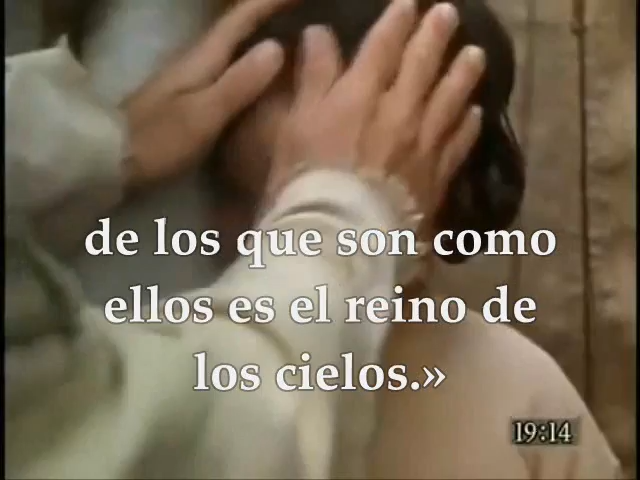 de los que son como
ellos es el reino de
los cielos.»
19:14